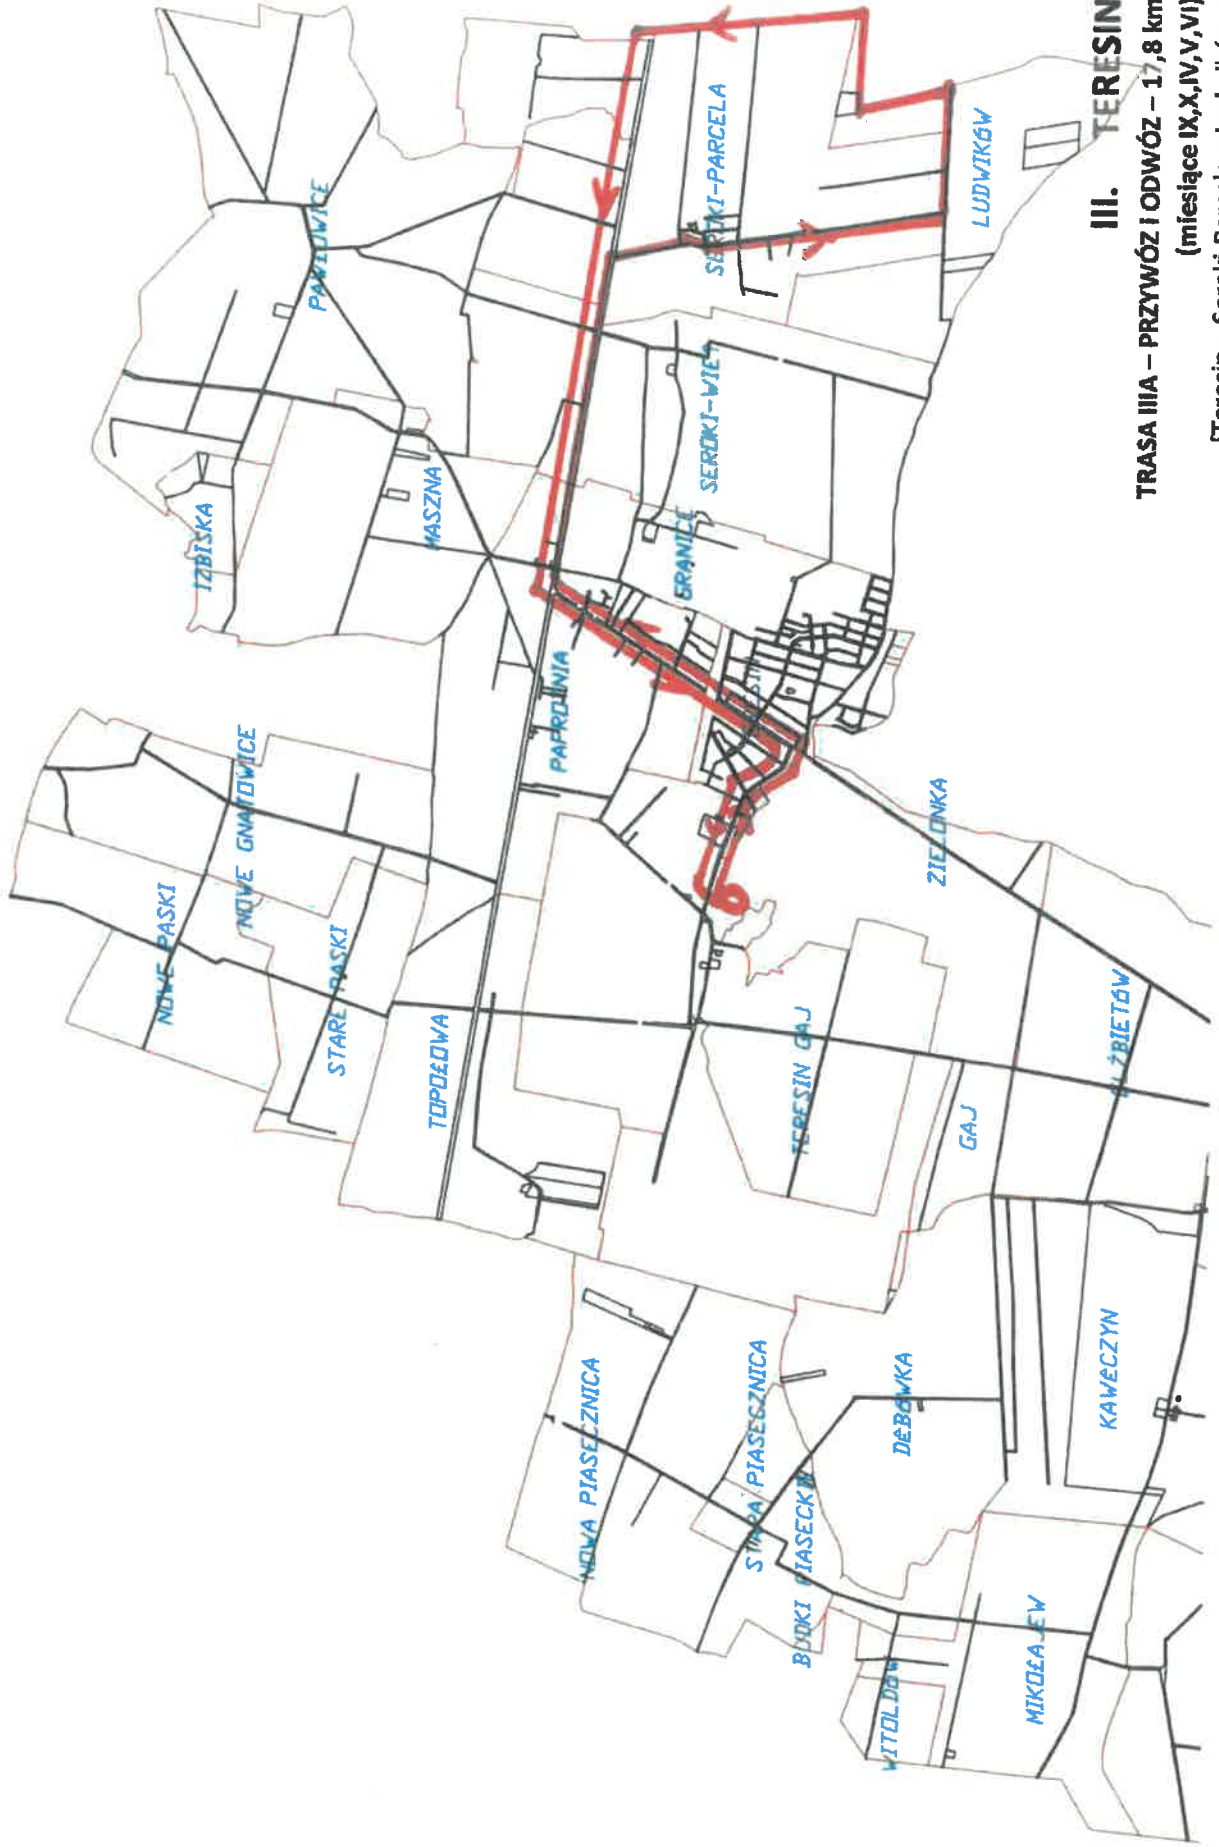 NOWE PASKI
IZBISKA
NOWE GNATOWICE
PAWŁOWICE
STARE PASKI
MASZNA
TOPOŁOWA
PAPROTNIA
NOWA PIASECZNICA
GRANICE
SEROKI-WIEŚ
SEROKI-PARCELA
STARA PIASECZNICA
BUDKI PIASECKIE
TERESIN GAJ
WITOLDÓW
DĘBÓWKA
ZIELONKA
GAJ
LUDWIKÓW
MIKOŁAJEW
KAWĘCZYN
ELŻBIETÓW
III. TERESIN
TRASA IIIA – PRZYWÓZ I ODWÓZ – 17,8 km
(miesiące IX,X,IV,V,VI)